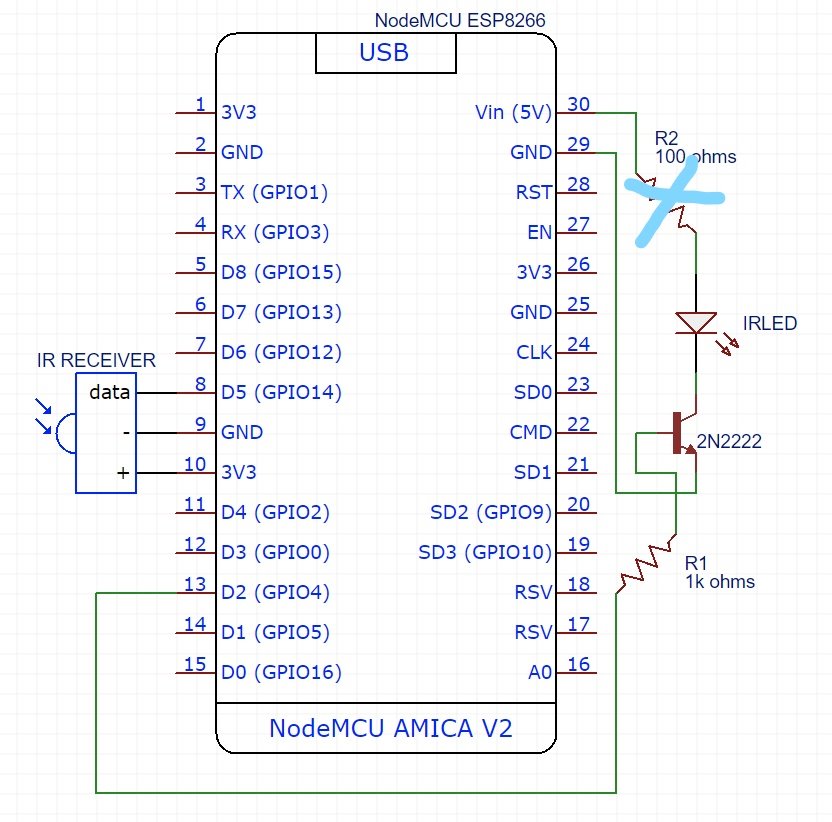 NodeMCU ESP8266
USB
1 3V3
2 GND
3 TX (GPIO1)
4 RX (GPIO3)
5 D8 (GPIO15)
6 D7 (GPIO13)
7 D6 (GPIO12)
8 D5 (GPIO14)
9 GND
10 3V3
11 D4 (GPIO2)
12 D3 (GPIO0)
13 D2 (GPIO4)
14 D1 (GPIO5)
15 D0 (GPIO16)
Vin (5V) 30
GND 29
RST 28
EN 27
3V3 26
GND 25
CLK 24
SD0 23
CMD 22
SD1 21
SD2 (GPIO9) 20
SD3 (GPIO10) 19
RSV 18
RSV 17
A0 16
NodeMCU AMICA V2
IR RECEIVER
data
-
+
R2
100 ohms
IRLED
2N2222
R1
1k ohms